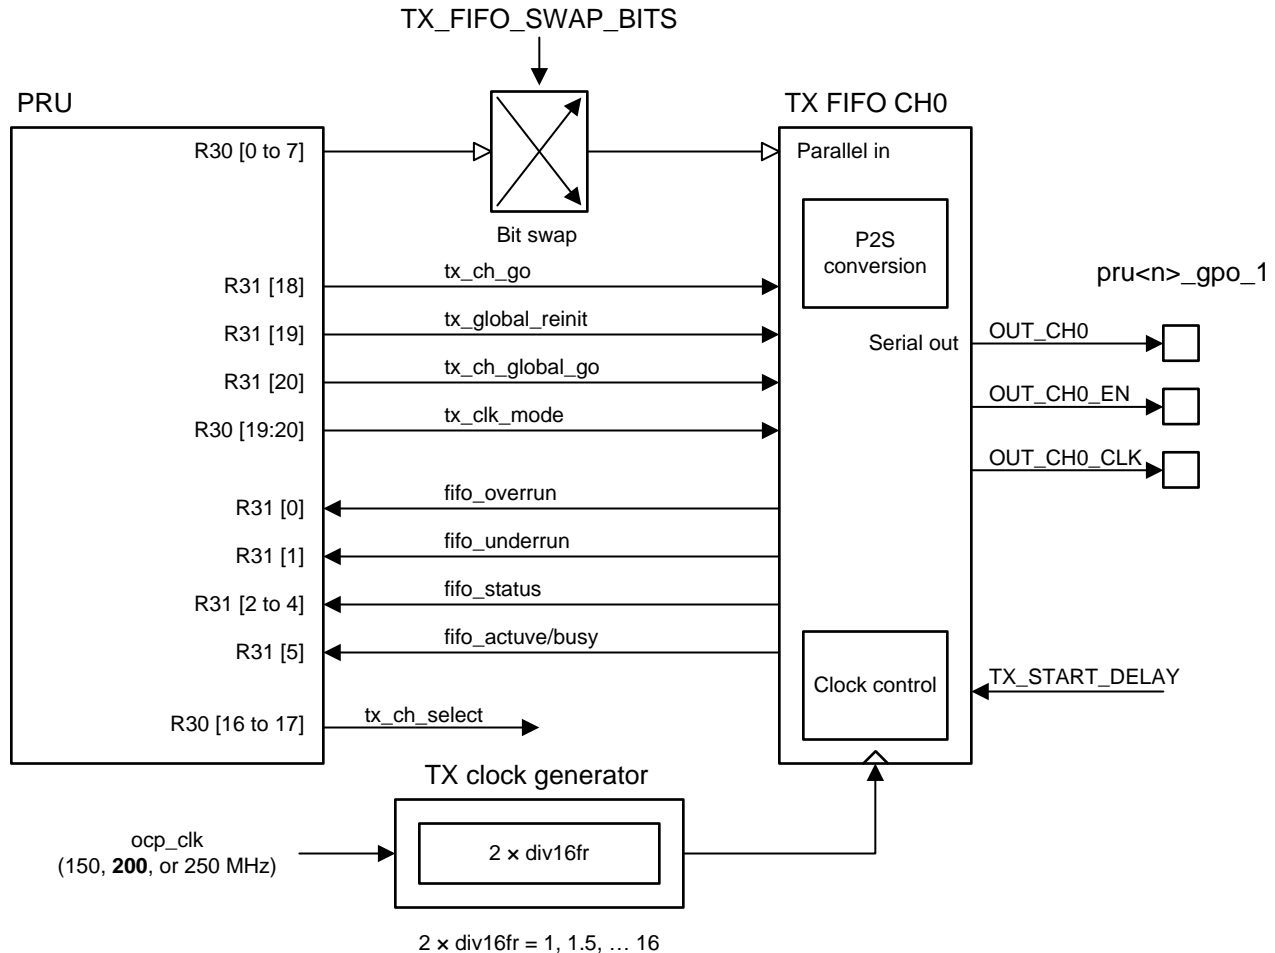 TX_FIFO_SWAP_BITS
PRU
TX FIFO CH0
R30 [0 to 7]
Parallel in
Bit swap
P2S
conversion
R31 [18]
tx_ch_go
pru<n>_gpo_1
R31 [19]
tx_global_reinit
Serial out
OUT_CH0
R31 [20]
tx_ch_global_go
OUT_CH0_EN
R30 [19:20]
tx_clk_mode
OUT_CH0_CLK
R31 [0]
fifo_overrun
R31 [1]
fifo_underrun
R31 [2 to 4]
fifo_status
R31 [5]
fifo_actuve/busy
Clock control
TX_START_DELAY
R30 [16 to 17]
tx_ch_select
TX clock generator
ocp_clk
(150, 200, or 250 MHz)
2 × div16fr
2 × div16fr = 1, 1.5, … 16